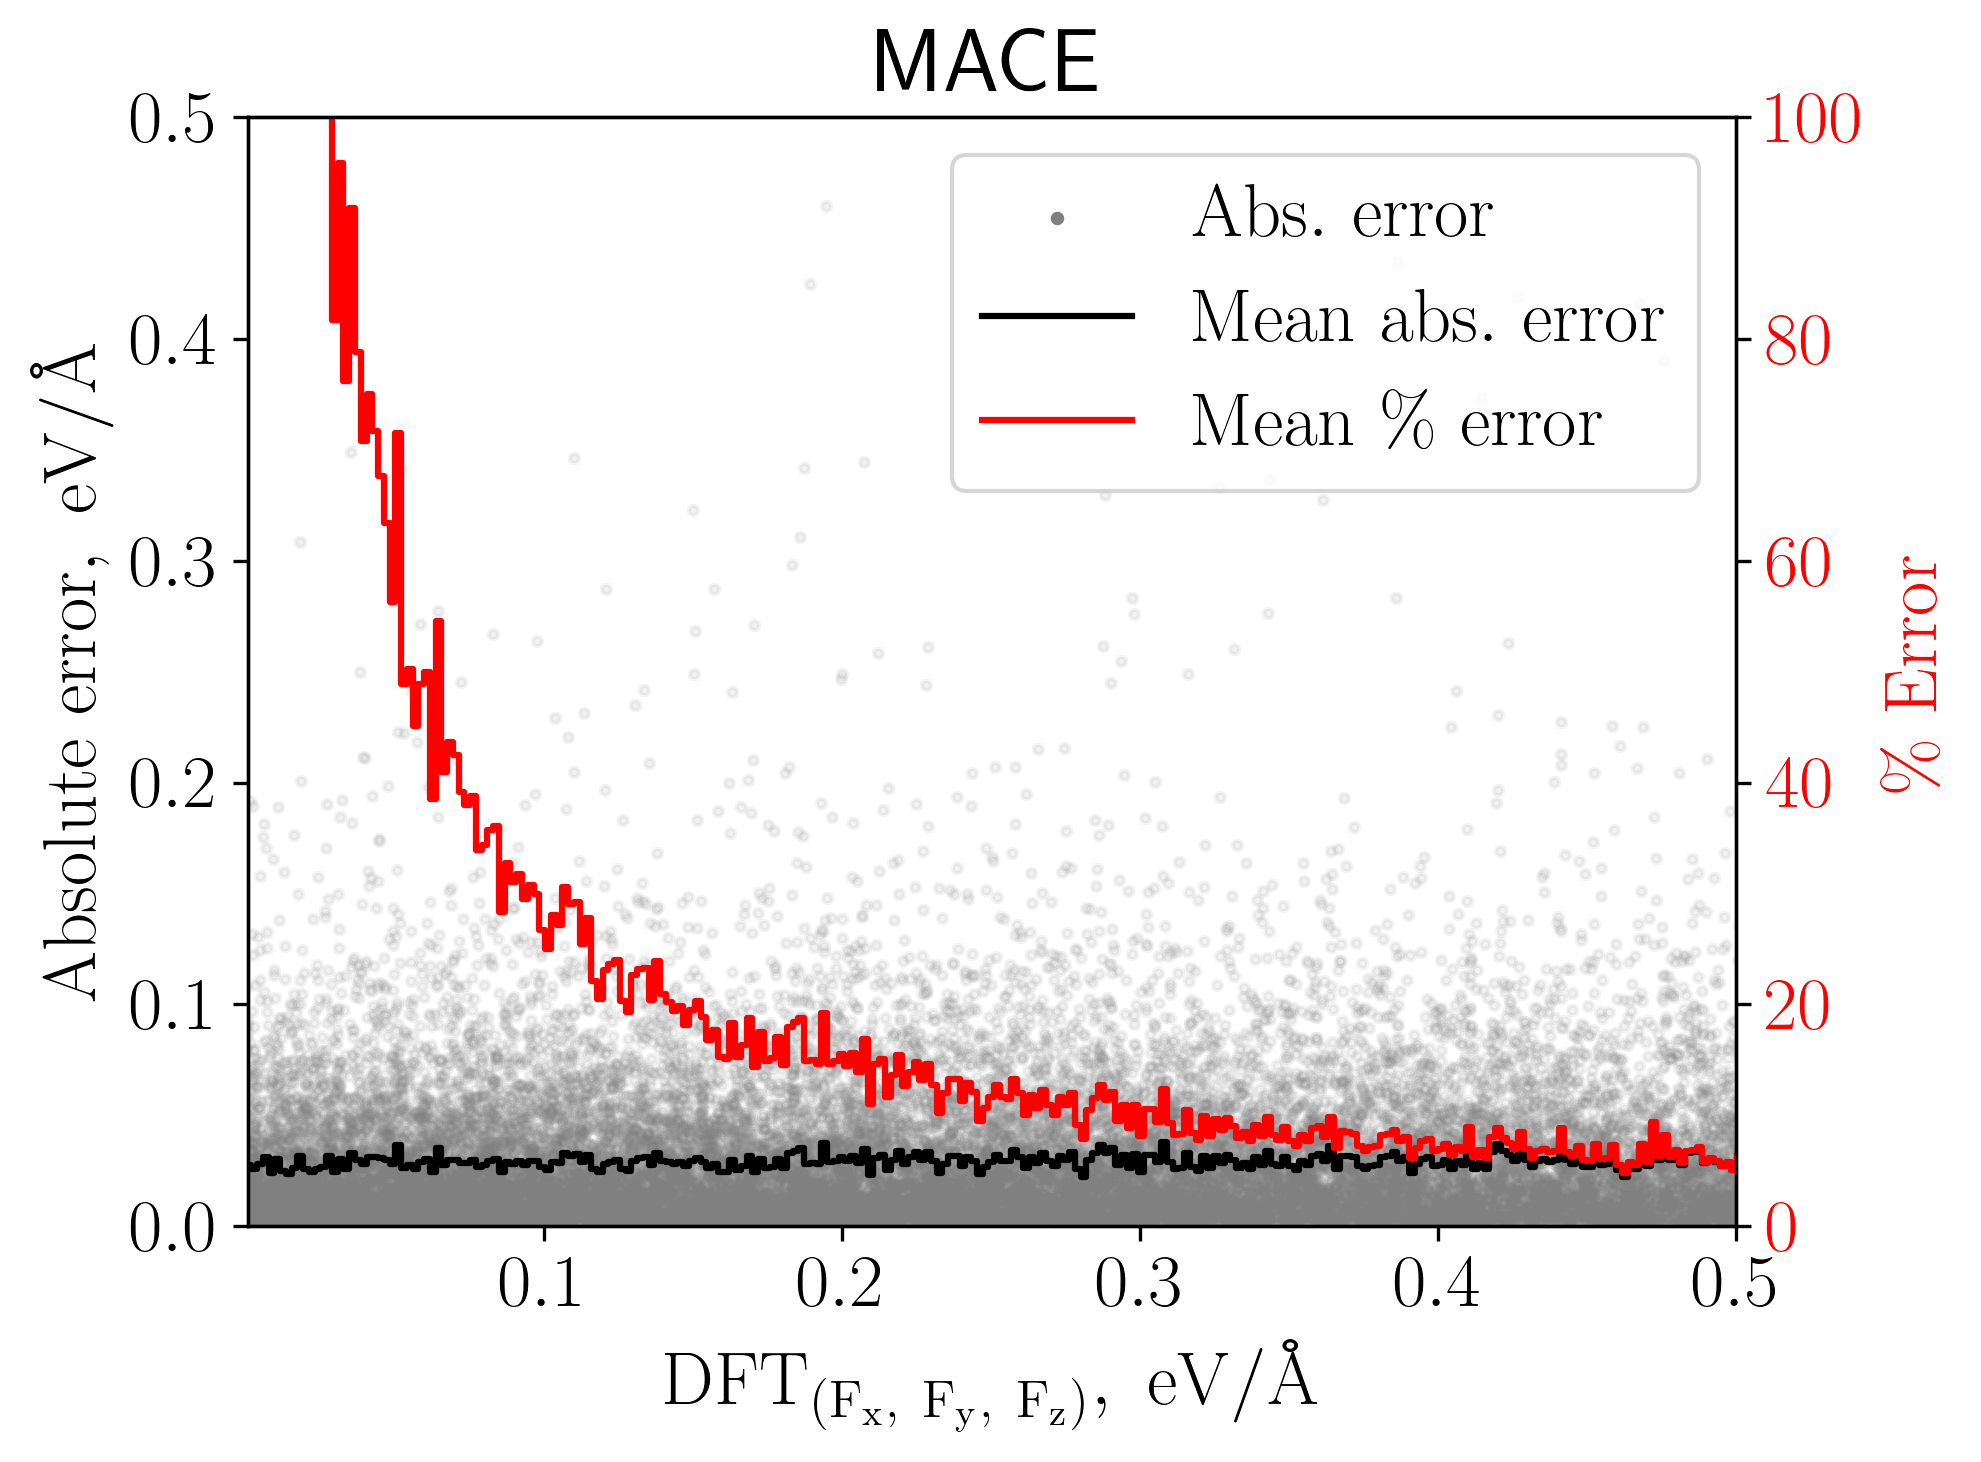 MACE
0.5
0.4
0.3
0.2
0.1
0.0
Absolute error, eV/Å
Abs. error
Mean abs. error
Mean % error
100
80
60
40
20
0
% Error
0.1 0.2 0.3 0.4 0.5
DFT(Fx, Fy, Fz), eV/Å